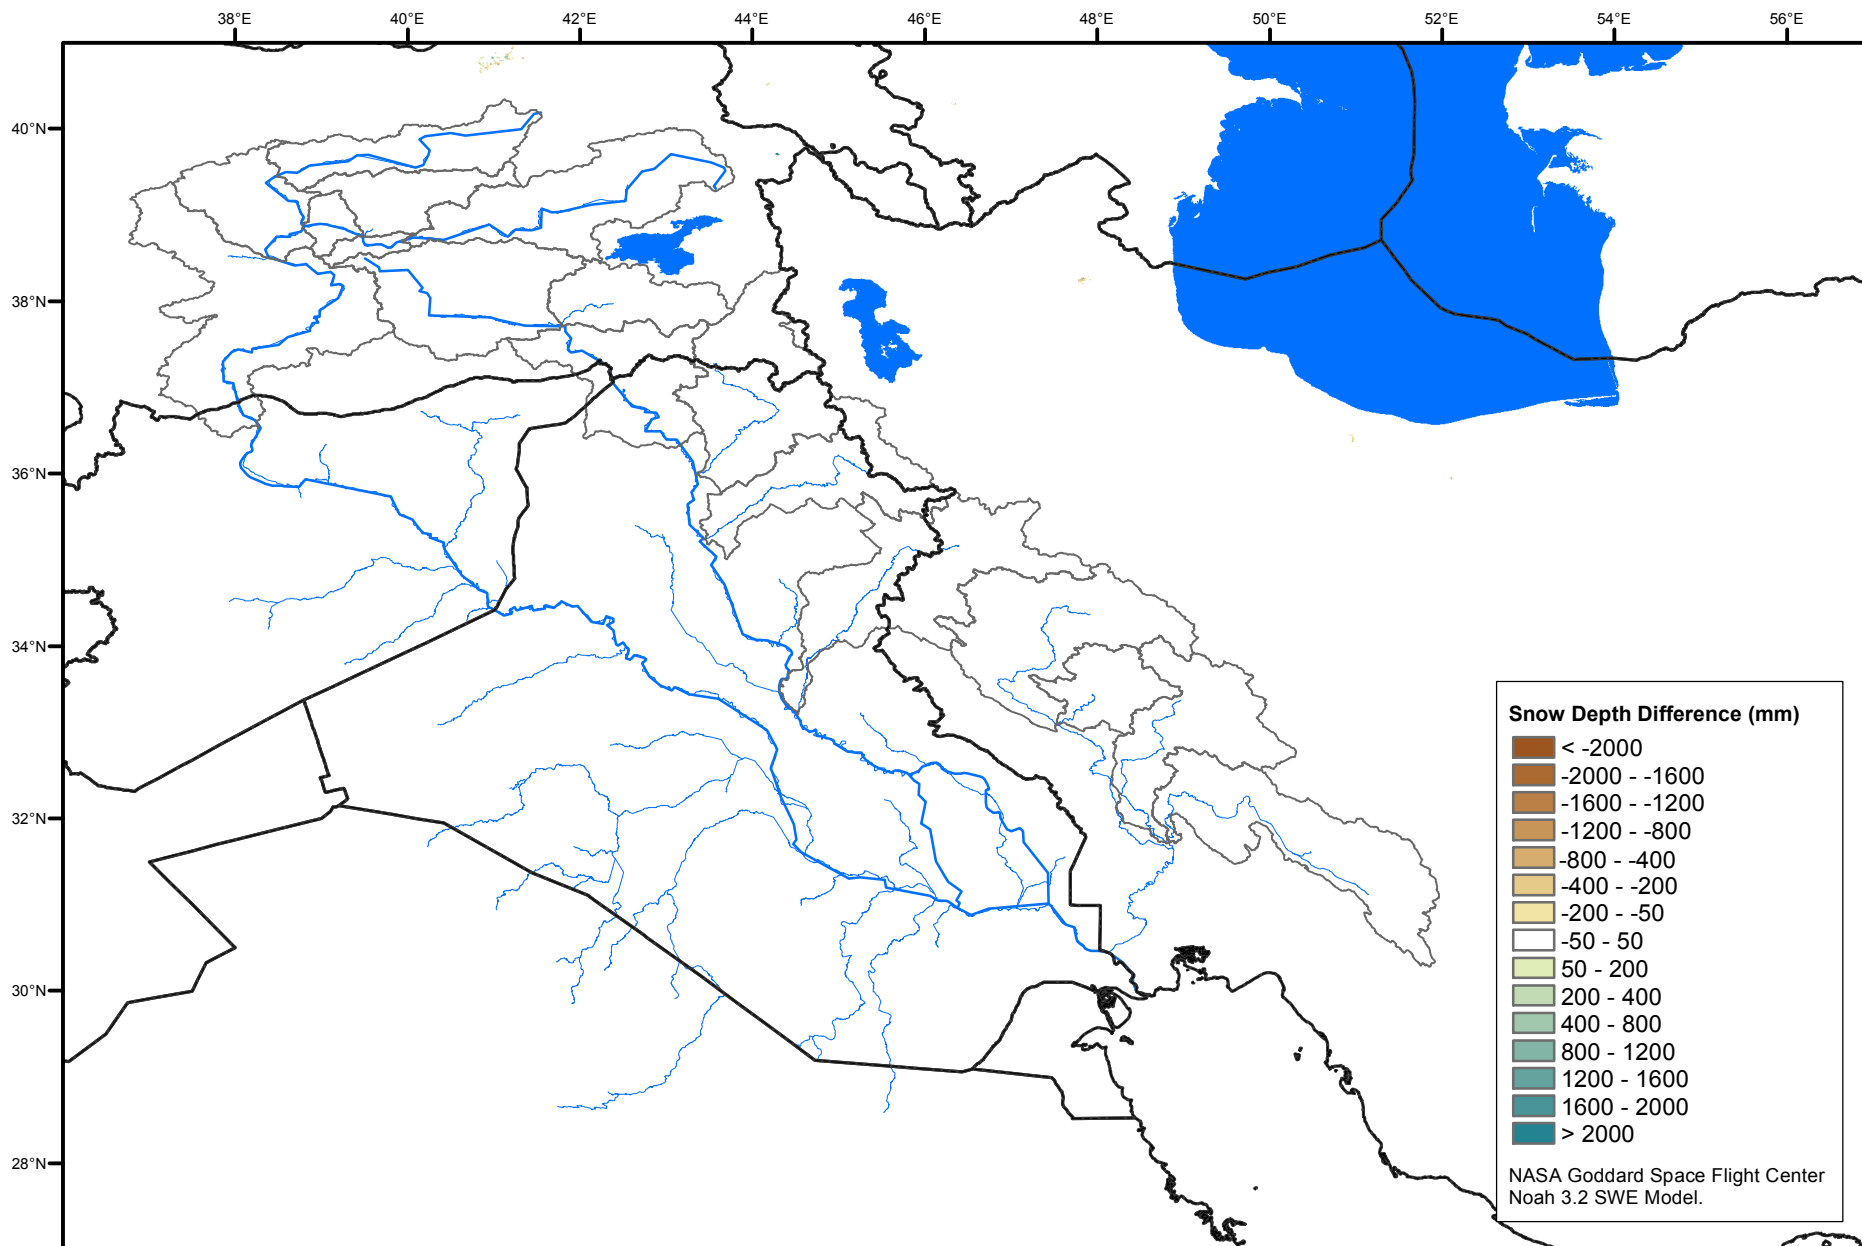 38°E 40°E 42°E 44°E 46°E 48°E 50°E 52°E 54°E 56°E
40°N
38°N
36°N
34°N
32°N
30°N
28°N
Snow Depth Difference (mm)
< -2000
-2000 - -1600
-1600 - -1200
-1200 - -800
-800 - -400
-400 - -200
-200 - -50
-50 - 50
50 - 200
200 - 400
400 - 800
800 - 1200
1200 - 1600
1600 - 2000
> 2000
NASA Goddard Space Flight Center
Noah 3.2 SWE Model.